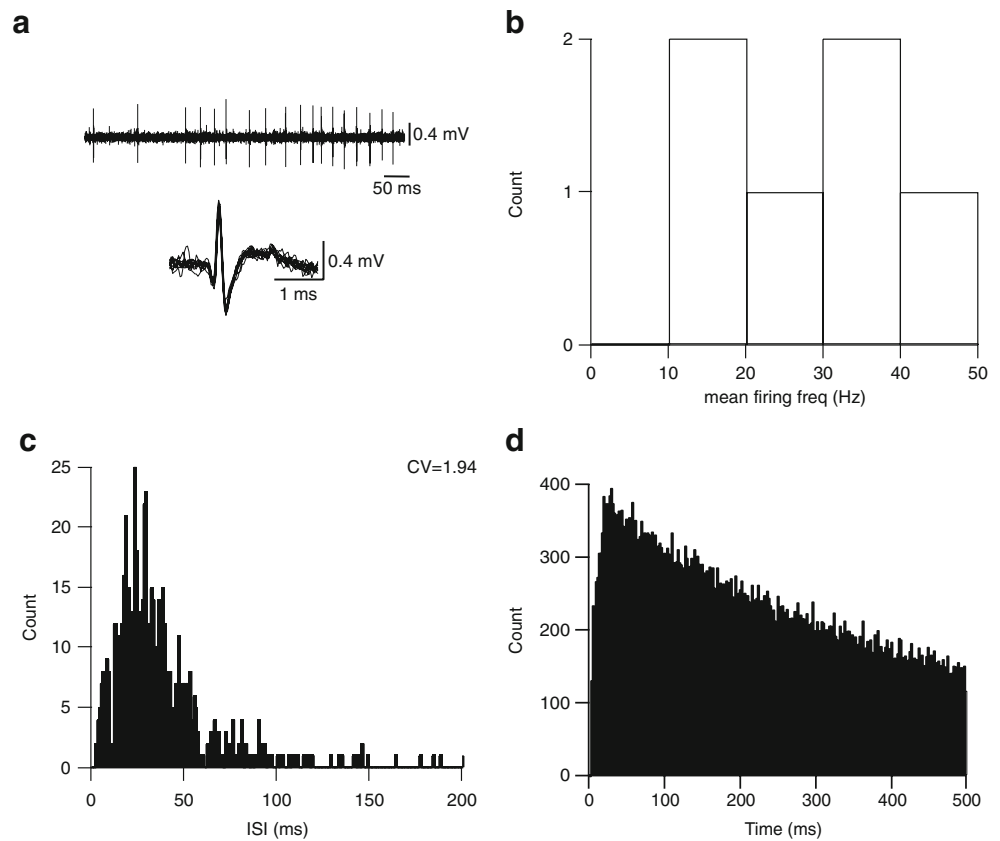 a
0.4 mV
50 ms
0.4 mV
1 ms
b
2
1
0
Count
0 10 20 30 40 50
mean firing freq (Hz)
c
CV=1.94
25
20
15
10
5
0
Count
0 50 100 150 200
ISI (ms)
d
400
300
200
100
0
Count
0 100 200 300 400 500
Time (ms)